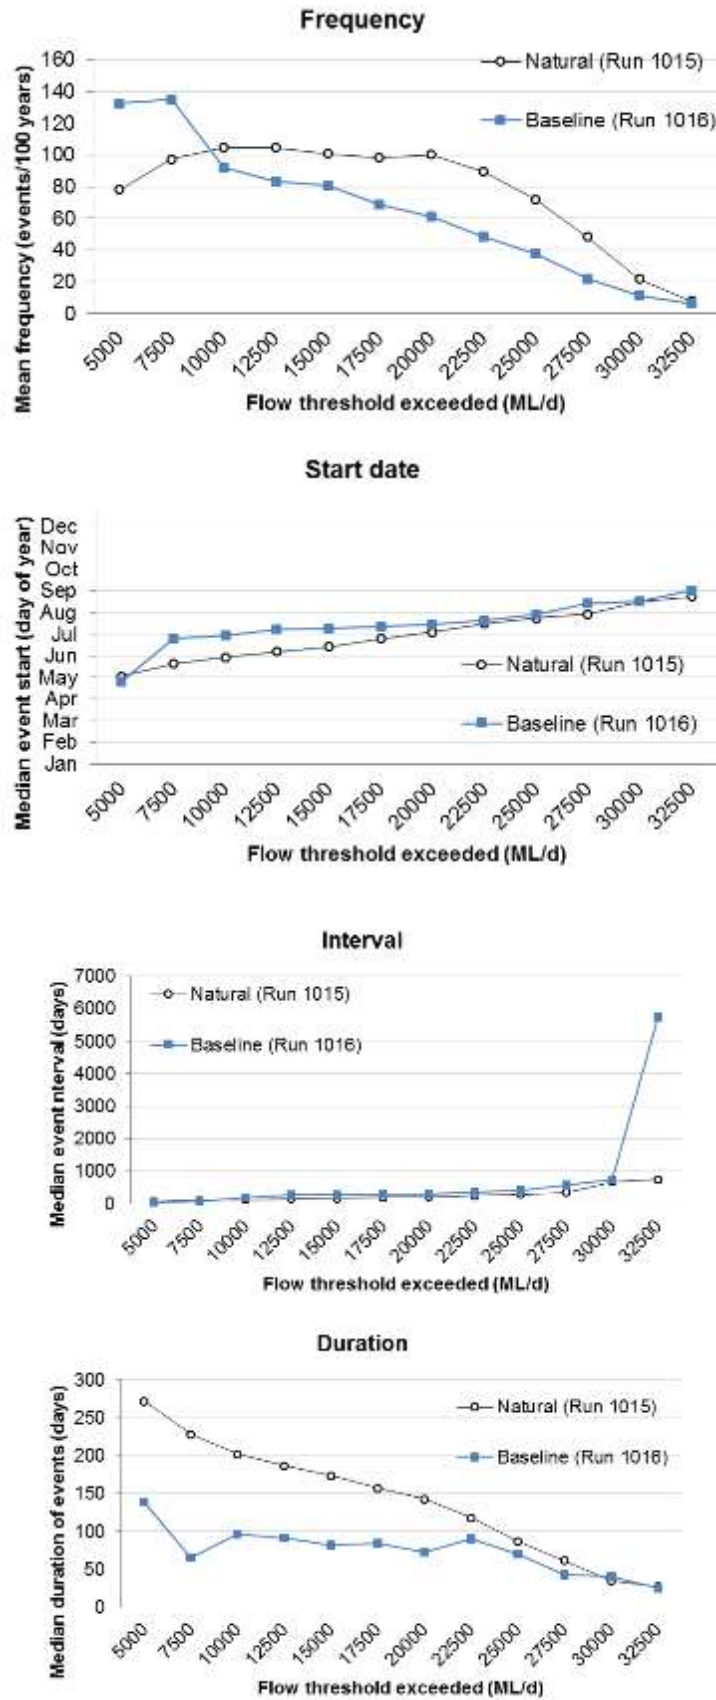 Frequency
Mean frequency (events/100 years)
160
140
120
100
80
60
40
20
0
Natural (Run 1015)
Baseline (Run 1016)
5000
7500
10000
12500
15000
17500
20000
22500
25000
27500
30000
32500
Flow threshold exceeded (ML/d)
Start date
Median event start (day of year)
Dec
Nov
Oct
Sep
Aug
Jul
Jun
May
Apr
Mar
Feb
Jan
Natural (Run 1015)
Baseline (Run 1016)
5000
7500
10000
12500
15000
17500
20000
22500
25000
27500
30000
32500
Flow threshold exceeded (ML/d)
Interval
Median event nterval (days)
7000
6000
5000
4000
3000
2000
1000
0
Natural (Run 1015)
Baseline (Run 1016)
5000
7500
10000
12500
15000
17500
20000
22500
25000
27500
30000
32500
Flow threshold exceeded (ML/d)
Duration
Median duration of events (days)
300
250
200
150
100
50
0
Natural (Run 1015)
Baseline (Run 1016)
5000
7500
10000
12500
15000
17500
20000
22500
25000
27500
30000
32500
Flow threshold exceeded (ML/d)